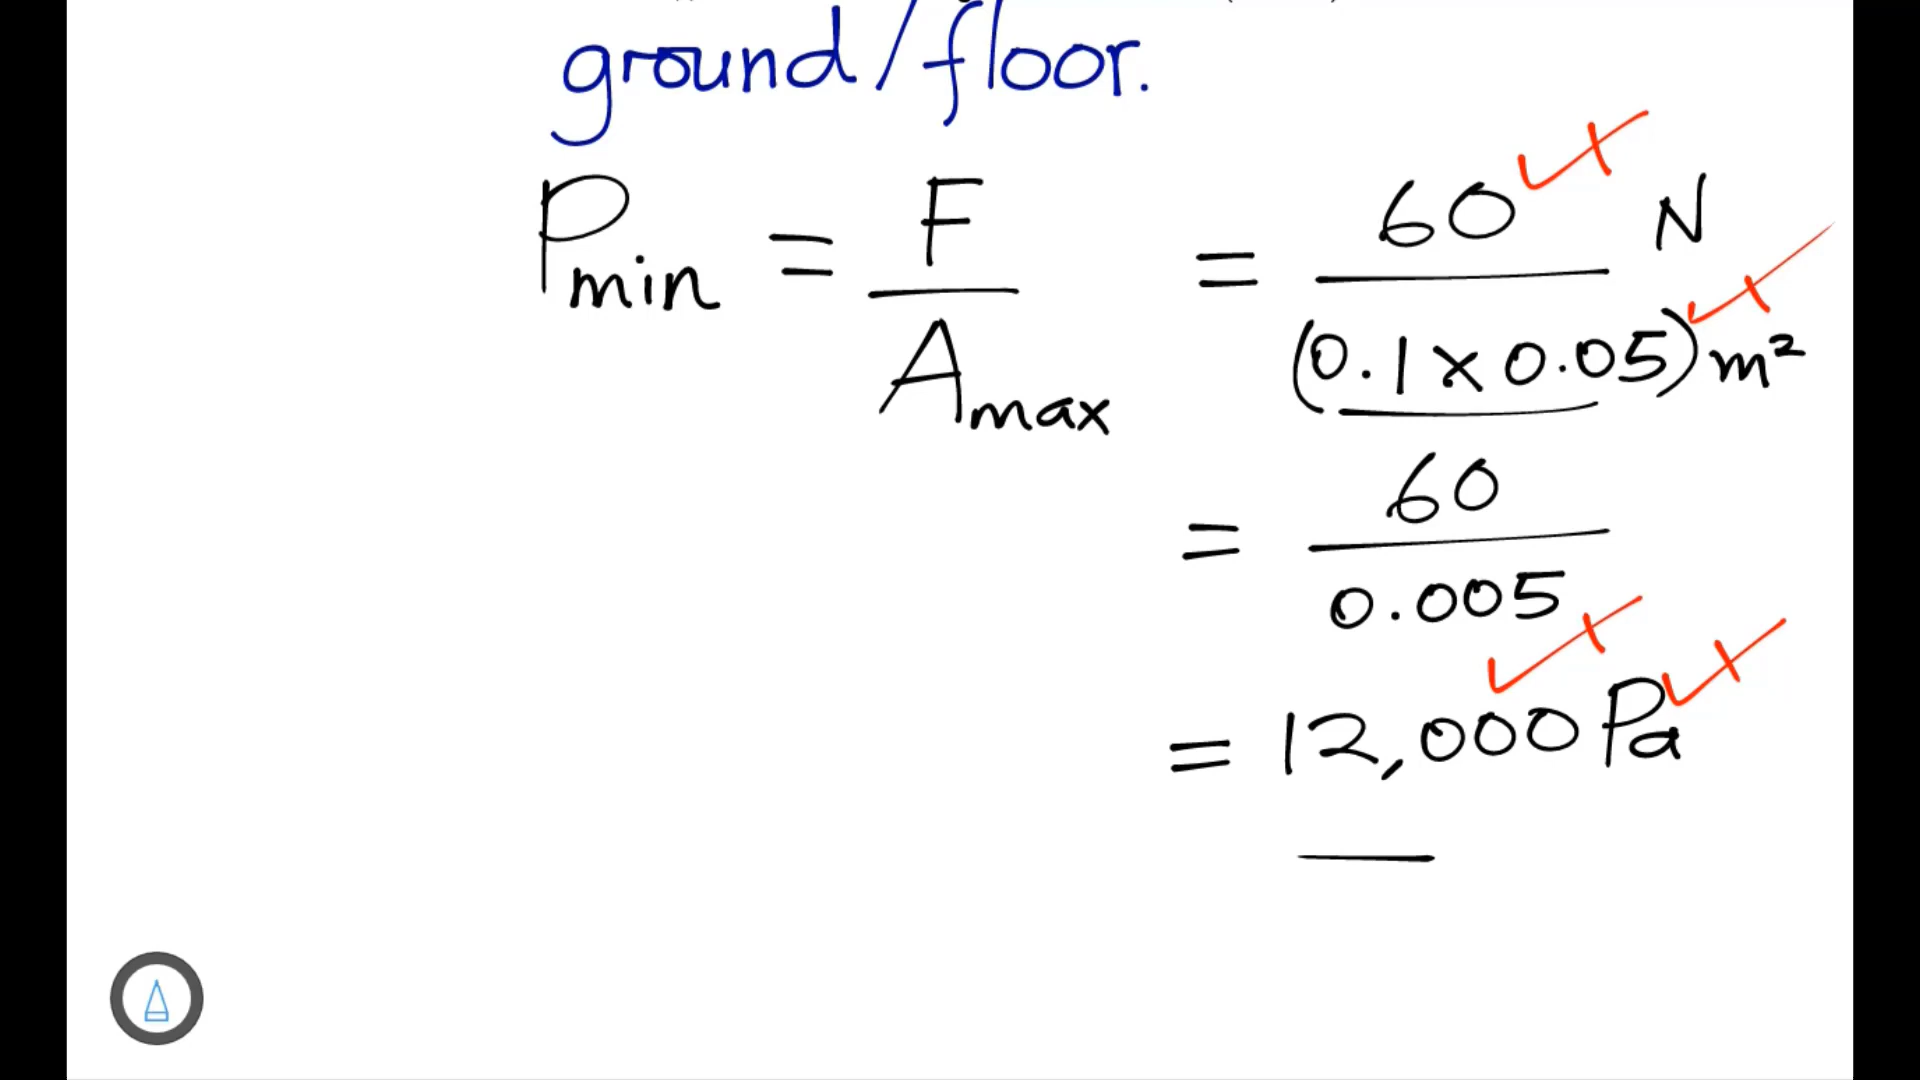 ground/floor.
Pmin = F / Amax = 60 N / (0.1 × 0.05) m²
= 60 / 0.005
= 12,000 Pa